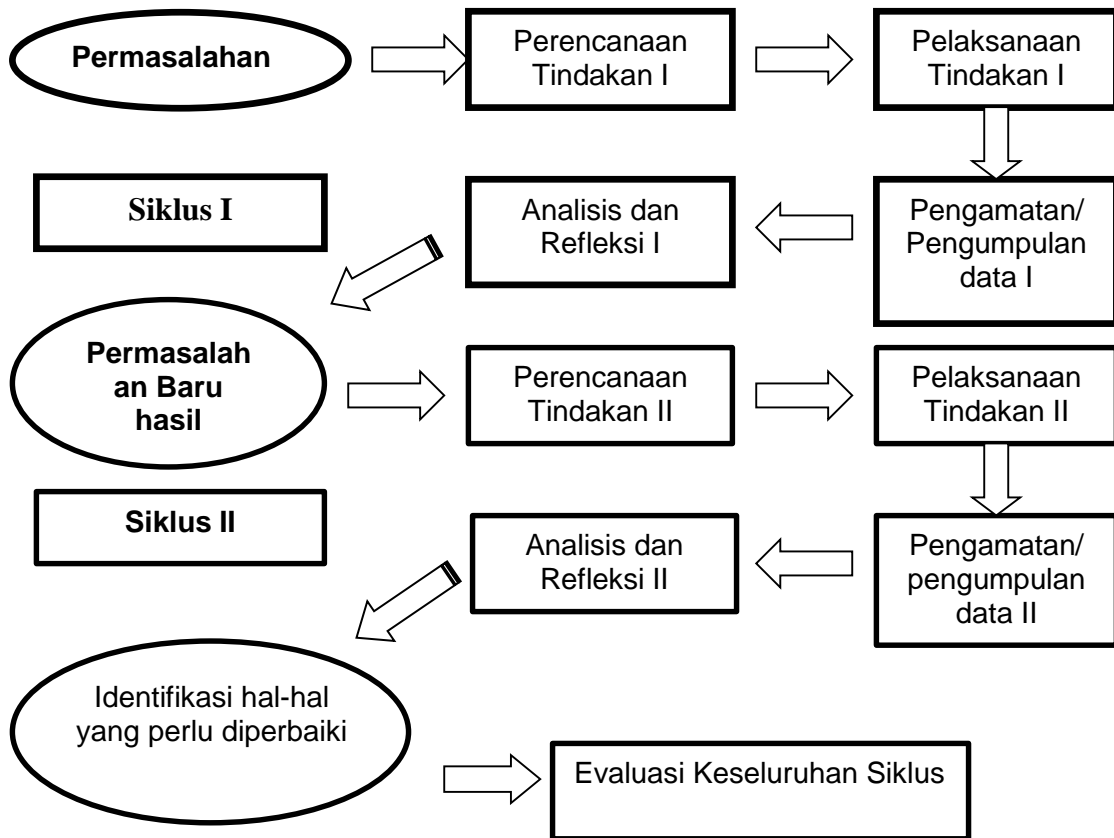 Permasalahan
Perencanaan
Tindakan I
Pelaksanaan
Tindakan I
Siklus I
Analisis dan
Refleksi I
Pengamatan/
Pengumpulan
data I
Permasalah
an Baru
hasil
Perencanaan
Tindakan II
Pelaksanaan
Tindakan II
Siklus II
Analisis dan
Refleksi II
Pengamatan/
pengumpulan
data II
Identifikasi hal-hal
yang perlu diperbaiki
Evaluasi Keseluruhan Siklus